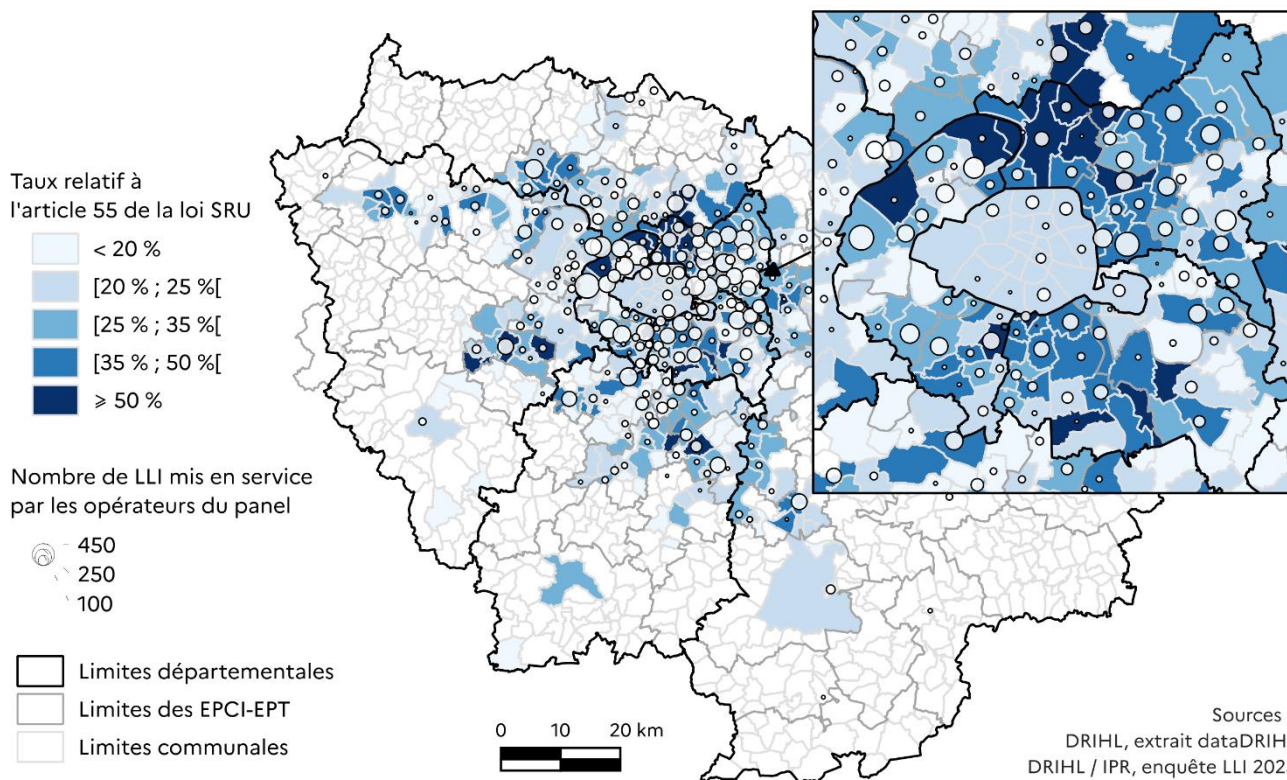 Taux relatif à
l'article 55 de la loi SRU
< 20 %
[20 % ; 25 %[
[25 % ; 35 %[
[35 % ; 50 %[
⩾ 50 %
Nombre de LLI mis en service
par les opérateurs du panel
450
250
100
Limites départementales
Limites des EPCI-EPT
Limites communales
0 10 20 km
Sources
DRIHL, extrait dataDRIH
DRIHL / IPR, enquête LLI 202